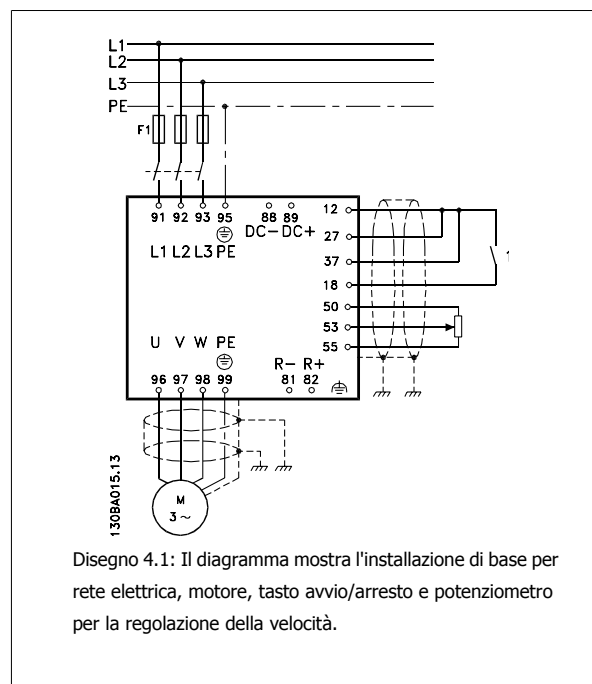 L1
L2
L3
PE
F1
91 92 93 95 88 89
DC- DC+
L1 L2 L3 PE
12
27
37
18
50
53
55
U V W PE
R- R+
96 97 98 99 81 82
M
3 ~
130BA015.13
Disegno 4.1: Il diagramma mostra l'installazione di base per
rete elettrica, motore, tasto avvio/arresto e potenziometro
per la regolazione della velocità.